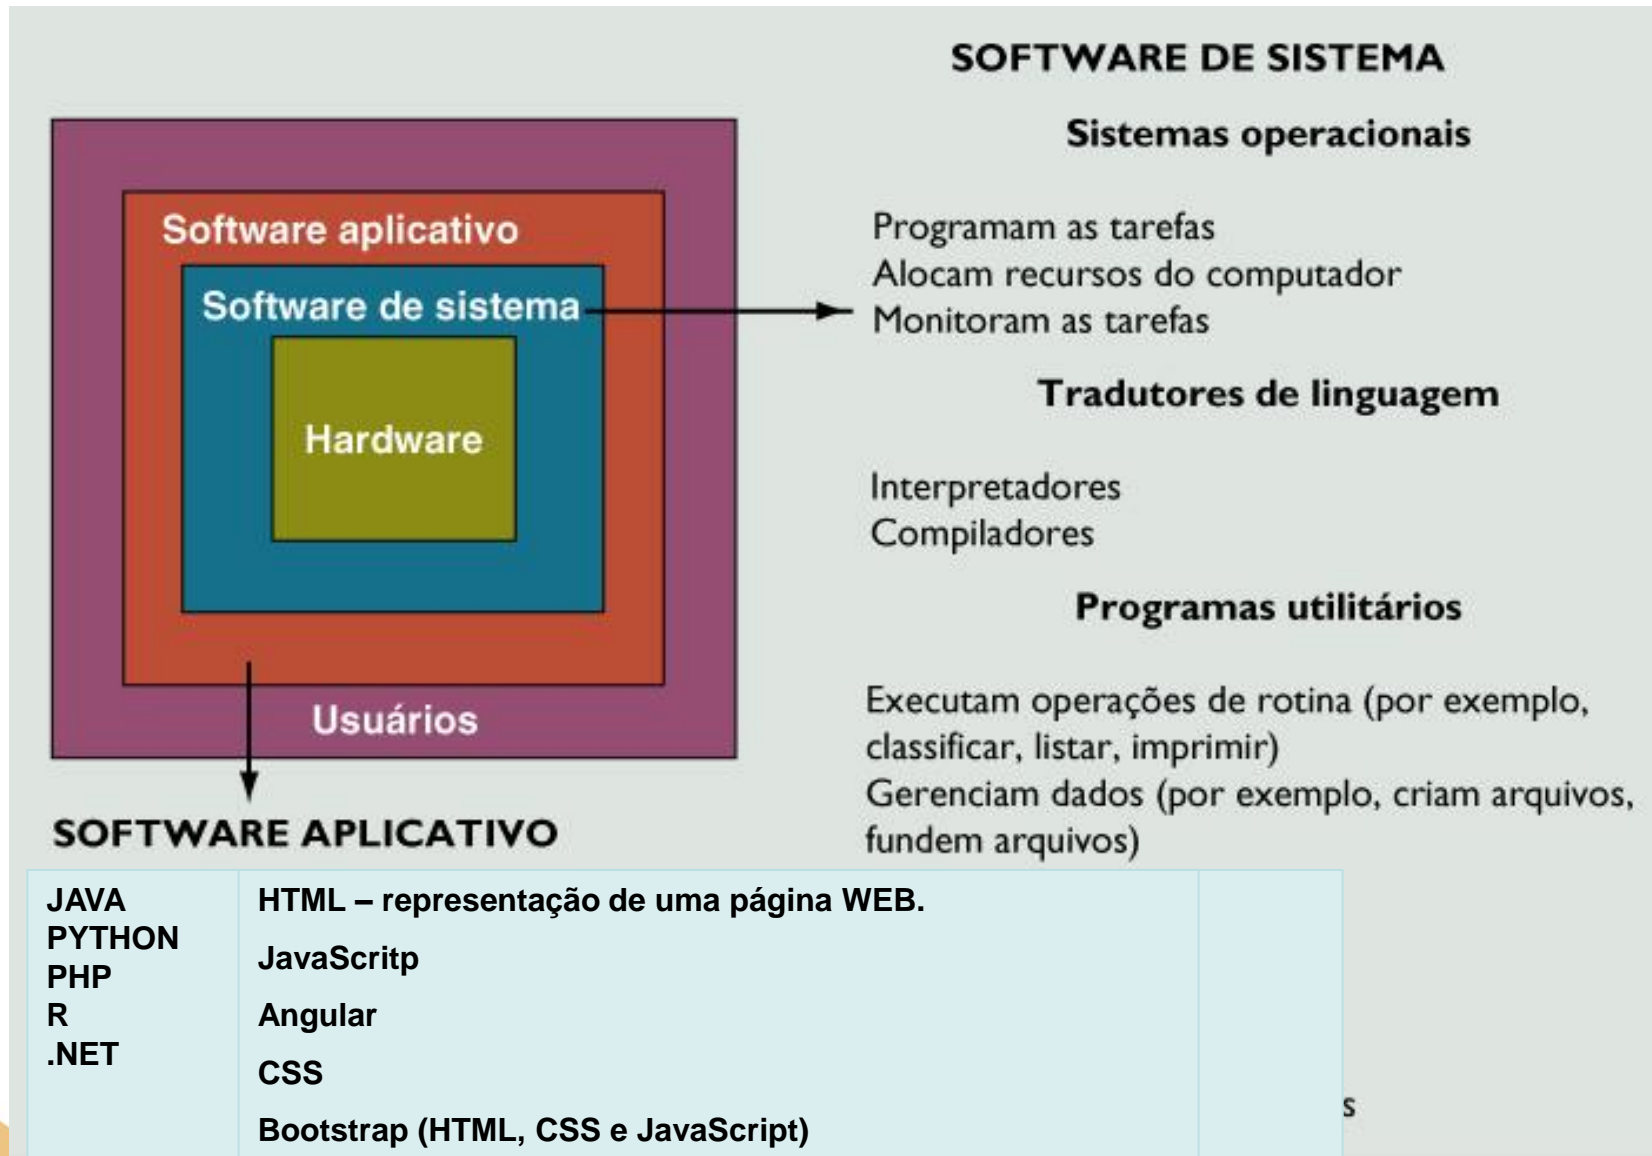 SOFTWARE DE SISTEMA
Sistemas operacionais
Programam as tarefas
Alocam recursos do computador
Monitoram as tarefas
Tradutores de linguagem
Interpretadores
Compiladores
Programas utilitários
Executam operações de rotina (por exemplo,
classificar, listar, imprimir)
Gerenciam dados (por exemplo, criam arquivos,
fundem arquivos)
Software aplicativo
Software de sistema
Hardware
Usuários
SOFTWARE APLICATIVO
JAVA
PYTHON
PHP
R
.NET
HTML – representação de uma página WEB.
JavaScritp
Angular
CSS
Bootstrap (HTML, CSS e JavaScript)
s